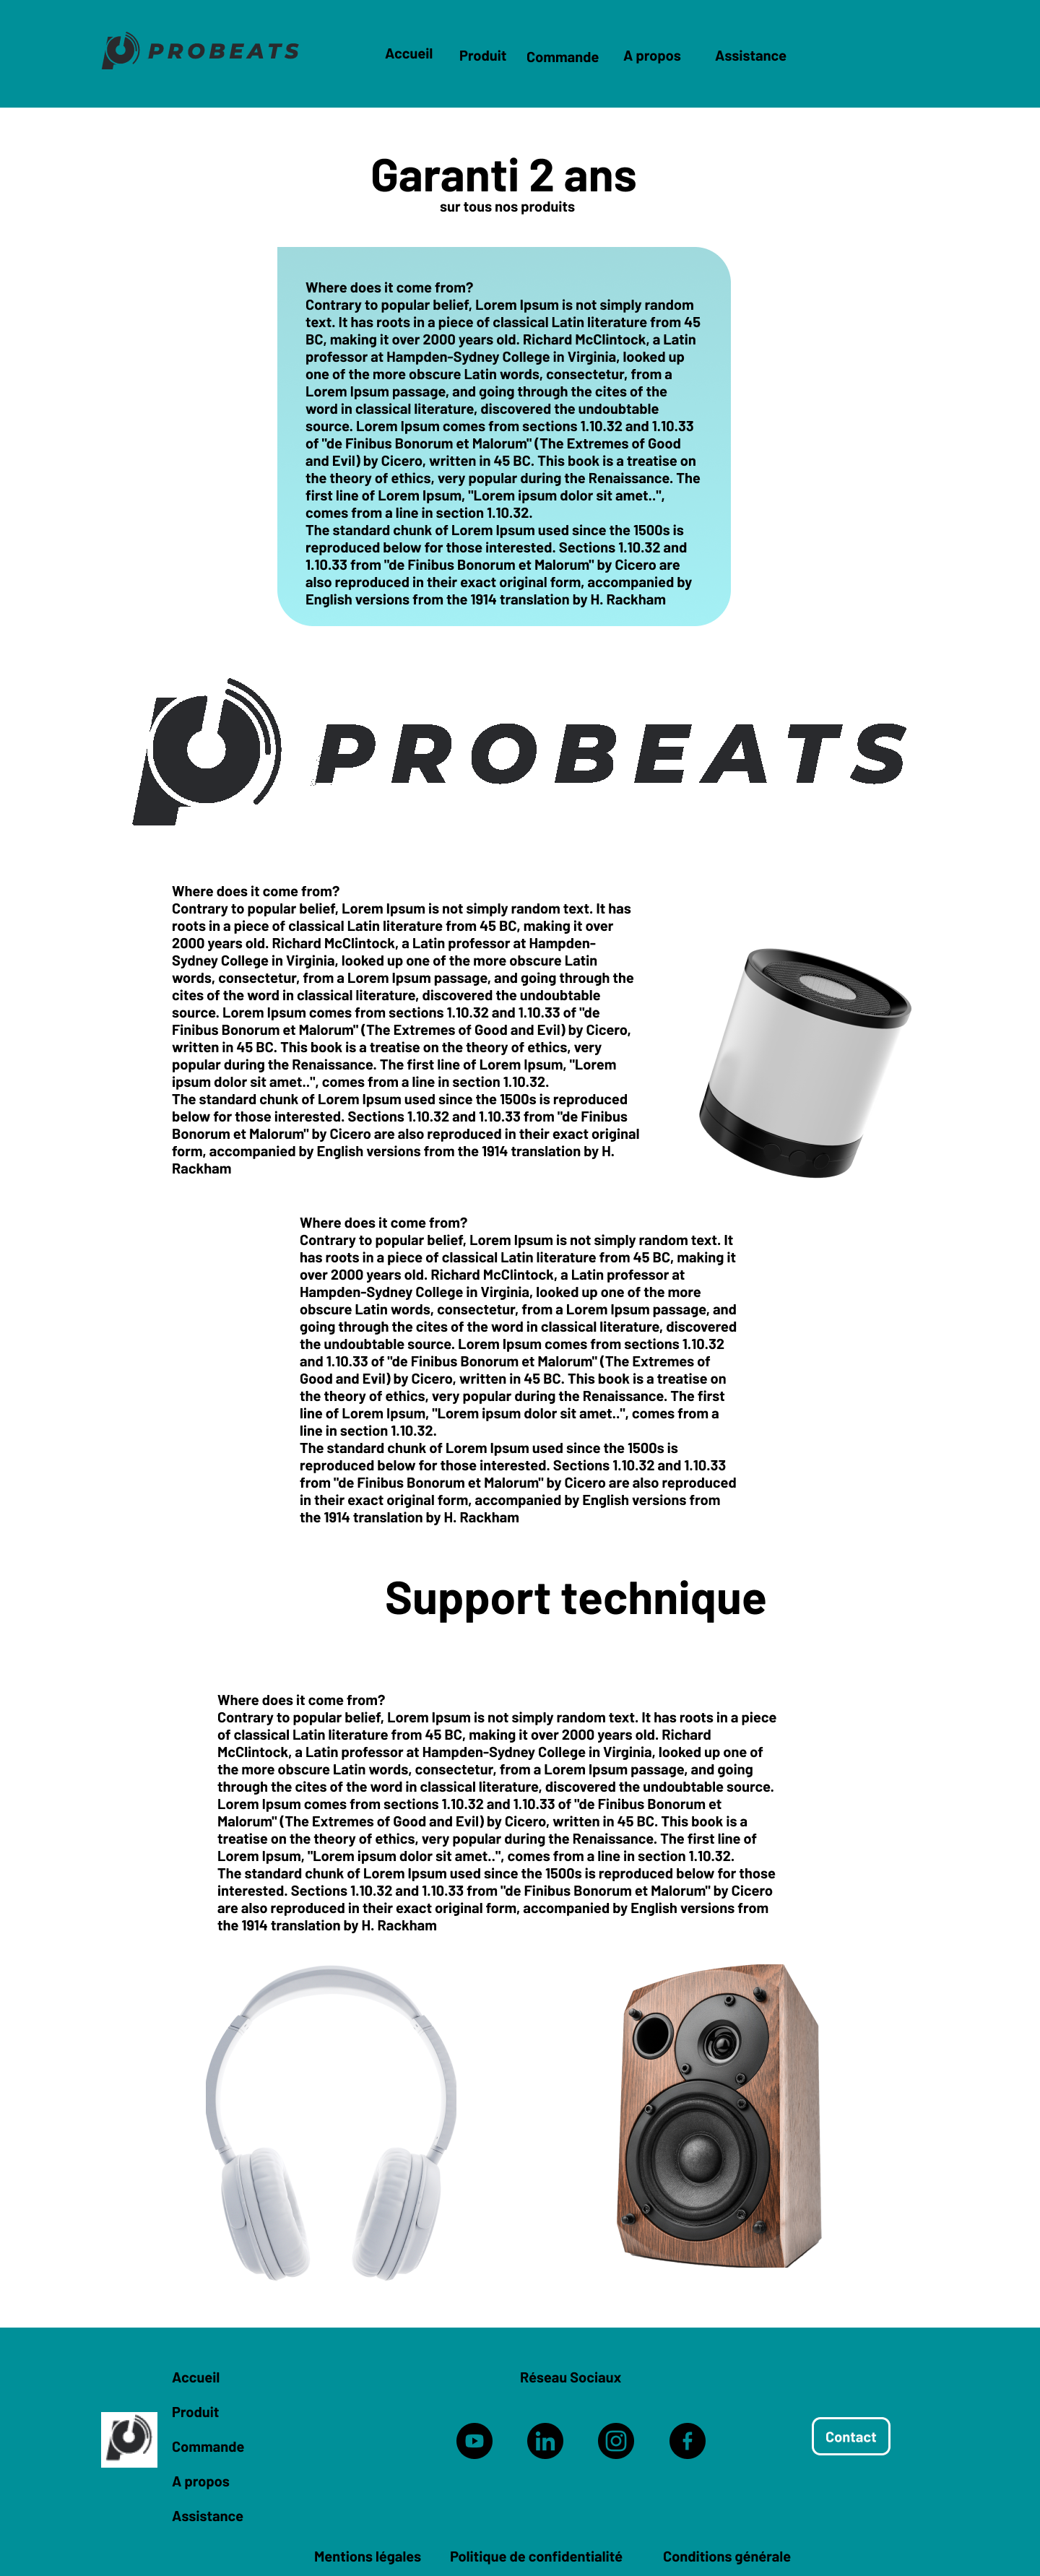 PROBEATS
Accueil Produit Commande A propos Assistance
Garanti 2 ans
sur tous nos produits
Where does it come from?
Contrary to popular belief, Lorem Ipsum is not simply random
text. It has roots in a piece of classical Latin literature from 45
BC, making it over 2000 years old. Richard McClintock, a Latin
professor at Hampden-Sydney College in Virginia, looked up
one of the more obscure Latin words, consectetur, from a
Lorem Ipsum passage, and going through the cites of the
word in classical literature, discovered the undoubtable
source. Lorem Ipsum comes from sections 1.10.32 and 1.10.33
of "de Finibus Bonorum et Malorum" (The Extremes of Good
and Evil) by Cicero, written in 45 BC. This book is a treatise on
the theory of ethics, very popular during the Renaissance. The
first line of Lorem Ipsum, "Lorem ipsum dolor sit amet..",
comes from a line in section 1.10.32.
The standard chunk of Lorem Ipsum used since the 1500s is
reproduced below for those interested. Sections 1.10.32 and
1.10.33 from "de Finibus Bonorum et Malorum" by Cicero are
also reproduced in their exact original form, accompanied by
English versions from the 1914 translation by H. Rackham
PROBEATS
Where does it come from?
Contrary to popular belief, Lorem Ipsum is not simply random text. It has
roots in a piece of classical Latin literature from 45 BC, making it over
2000 years old. Richard McClintock, a Latin professor at Hampden-
Sydney College in Virginia, looked up one of the more obscure Latin
words, consectetur, from a Lorem Ipsum passage, and going through the
cites of the word in classical literature, discovered the undoubtable
source. Lorem Ipsum comes from sections 1.10.32 and 1.10.33 of "de
Finibus Bonorum et Malorum" (The Extremes of Good and Evil) by Cicero,
written in 45 BC. This book is a treatise on the theory of ethics, very
popular during the Renaissance. The first line of Lorem Ipsum, "Lorem
ipsum dolor sit amet..", comes from a line in section 1.10.32.
The standard chunk of Lorem Ipsum used since the 1500s is reproduced
below for those interested. Sections 1.10.32 and 1.10.33 from "de Finibus
Bonorum et Malorum" by Cicero are also reproduced in their exact original
form, accompanied by English versions from the 1914 translation by H.
Rackham
Where does it come from?
Contrary to popular belief, Lorem Ipsum is not simply random text. It
has roots in a piece of classical Latin literature from 45 BC, making it
over 2000 years old. Richard McClintock, a Latin professor at
Hampden-Sydney College in Virginia, looked up one of the more
obscure Latin words, consectetur, from a Lorem Ipsum passage, and
going through the cites of the word in classical literature, discovered
the undoubtable source. Lorem Ipsum comes from sections 1.10.32
and 1.10.33 of "de Finibus Bonorum et Malorum" (The Extremes of
Good and Evil) by Cicero, written in 45 BC. This book is a treatise on
the theory of ethics, very popular during the Renaissance. The first
line of Lorem Ipsum, "Lorem ipsum dolor sit amet..", comes from a
line in section 1.10.32.
The standard chunk of Lorem Ipsum used since the 1500s is
reproduced below for those interested. Sections 1.10.32 and 1.10.33
from "de Finibus Bonorum et Malorum" by Cicero are also reproduced
in their exact original form, accompanied by English versions from
the 1914 translation by H. Rackham
Support technique
Where does it come from?
Contrary to popular belief, Lorem Ipsum is not simply random text. It has roots in a piece
of classical Latin literature from 45 BC, making it over 2000 years old. Richard
McClintock, a Latin professor at Hampden-Sydney College in Virginia, looked up one of
the more obscure Latin words, consectetur, from a Lorem Ipsum passage, and going
through the cites of the word in classical literature, discovered the undoubtable source.
Lorem Ipsum comes from sections 1.10.32 and 1.10.33 of "de Finibus Bonorum et
Malorum" (The Extremes of Good and Evil) by Cicero, written in 45 BC. This book is a
treatise on the theory of ethics, very popular during the Renaissance. The first line of
Lorem Ipsum, "Lorem ipsum dolor sit amet..", comes from a line in section 1.10.32.
The standard chunk of Lorem Ipsum used since the 1500s is reproduced below for those
interested. Sections 1.10.32 and 1.10.33 from "de Finibus Bonorum et Malorum" by Cicero
are also reproduced in their exact original form, accompanied by English versions from
the 1914 translation by H. Rackham
Accueil
Produit
Commande
A propos
Assistance
Réseau Sociaux
Contact
Mentions légales Politique de confidentialité Conditions générale